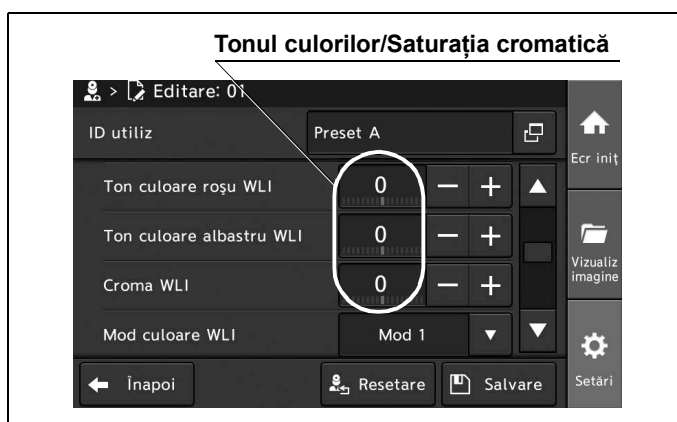 Tonul culorilor/Saturația cromatică
> Editare: 01
ID utiliz Preset A
Ecr iniț
Ton culoare roșu WLI 0 − +
Ton culoare albastru WLI 0 − +
Vizualiz
imagine
Croma WLI 0 − +
Mod culoare WLI Mod 1
Înapoi Resetare Salvare
Setări